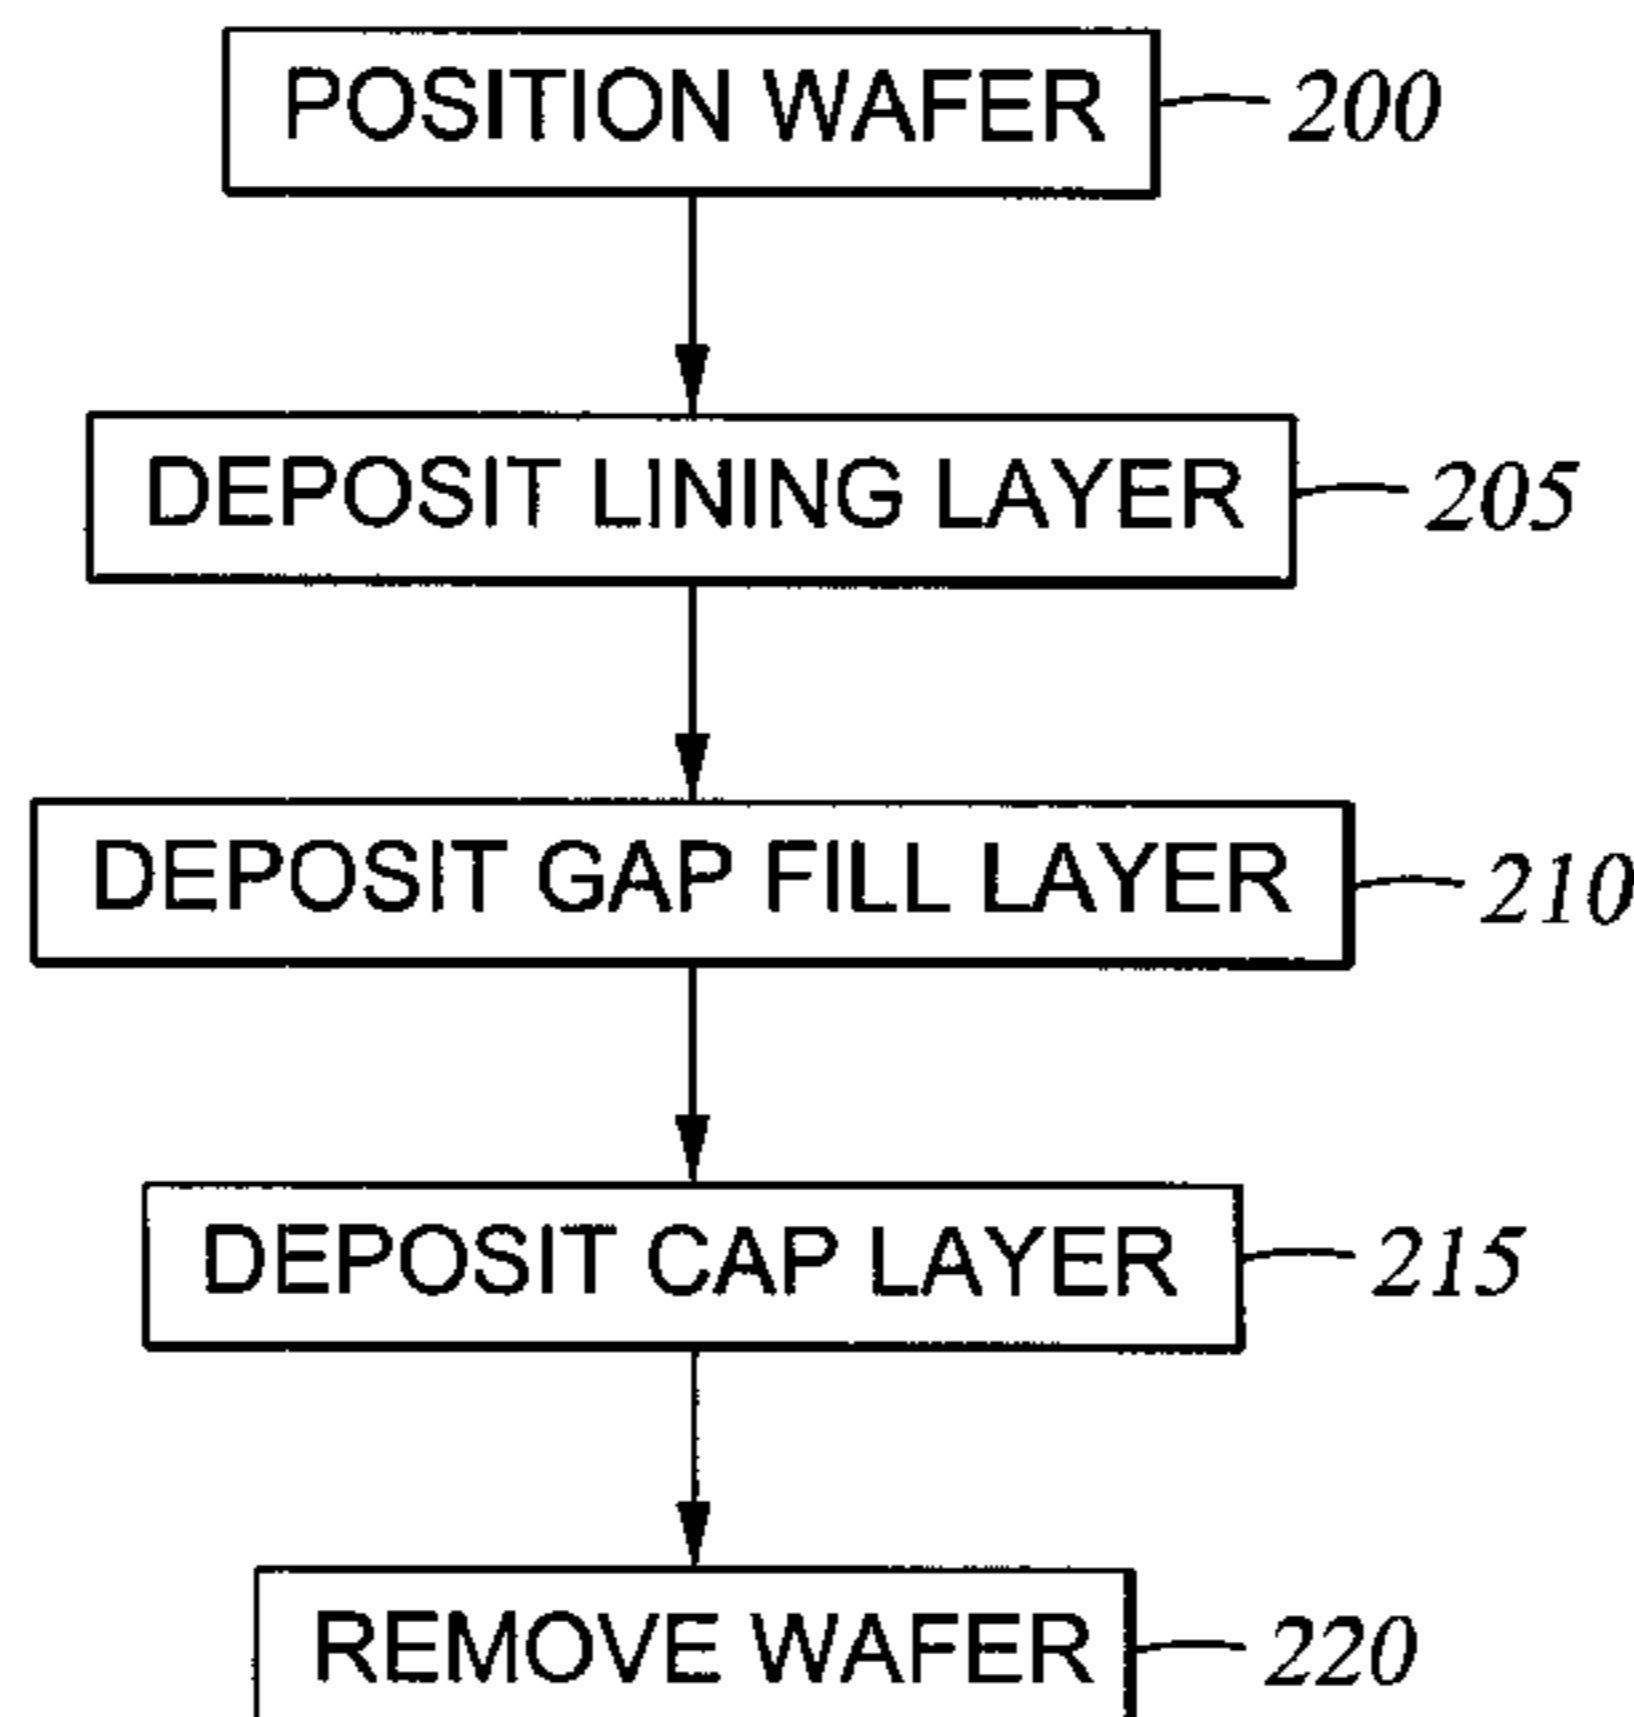 POSITION WAFER 200
DEPOSIT LINING LAYER 205
DEPOSIT GAP FILL LAYER 210
DEPOSIT CAP LAYER 215
REMOVE WAFER 220